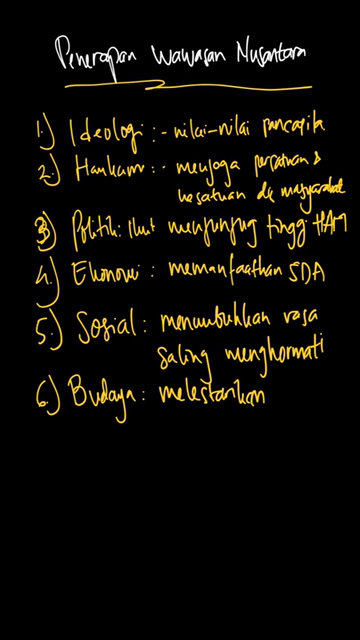 Penerapan Wawasan Nusantara
1.) Ideologi : - nilai-nilai pancasila
2.) Hankam : - menjaga persatuan &
kesatuan de masyarakat
3) Politik : Ikut menjunjung tinggi HAM
4.) Ekonomi : memanfaatkan SDA
5.) Sosial : menumbuhkan rasa
saling menghormati
6.) Budaya : melestarikan